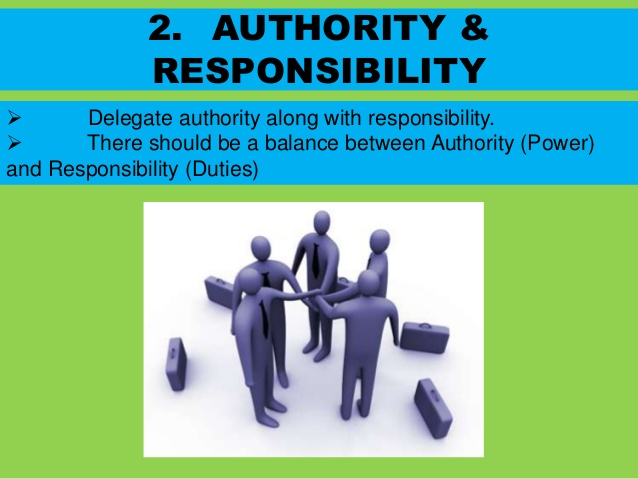 2. AUTHORITY &
RESPONSIBILITY
➢ Delegate authority along with responsibility.
➢ There should be a balance between Authority (Power)
and Responsibility (Duties)